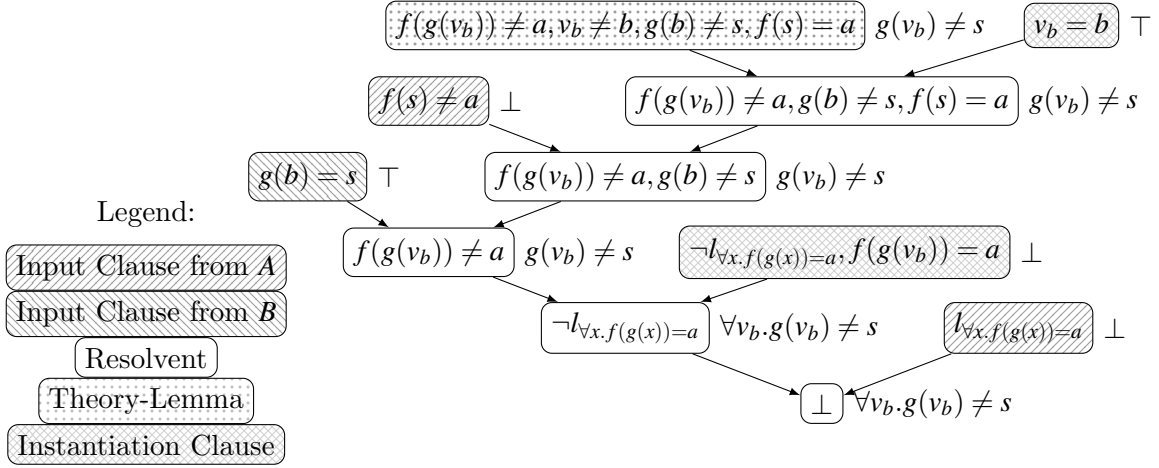 f(g(v_b)) ≠ a, v_b ≠ b, g(b) ≠ s, f(s) = a g(v_b) ≠ s v_b = b ⊤
f(s) ≠ a ⊥ f(g(v_b)) ≠ a, g(b) ≠ s, f(s) = a g(v_b) ≠ s
g(b) = s ⊤ f(g(v_b)) ≠ a, g(b) ≠ s g(v_b) ≠ s
Legend:
f(g(v_b)) ≠ a g(v_b) ≠ s ¬l_{∀x.f(g(x))=a}, f(g(v_b)) = a ⊥
Input Clause from A
Input Clause from B
¬l_{∀x.f(g(x))=a} ∀v_b.g(v_b) ≠ s l_{∀x.f(g(x))=a} ⊥
Resolvent
Theory-Lemma
⊥ ∀v_b.g(v_b) ≠ s
Instantiation Clause